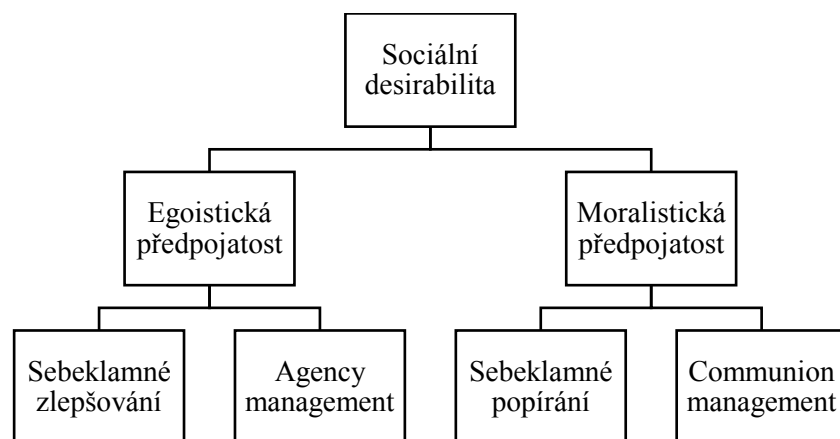 Sociální
desirabilita
Egoistická
předpojatost
Moralistická
předpojatost
Sebeklamné
zlepšování
Agency
management
Sebeklamné
popírání
Communion
management